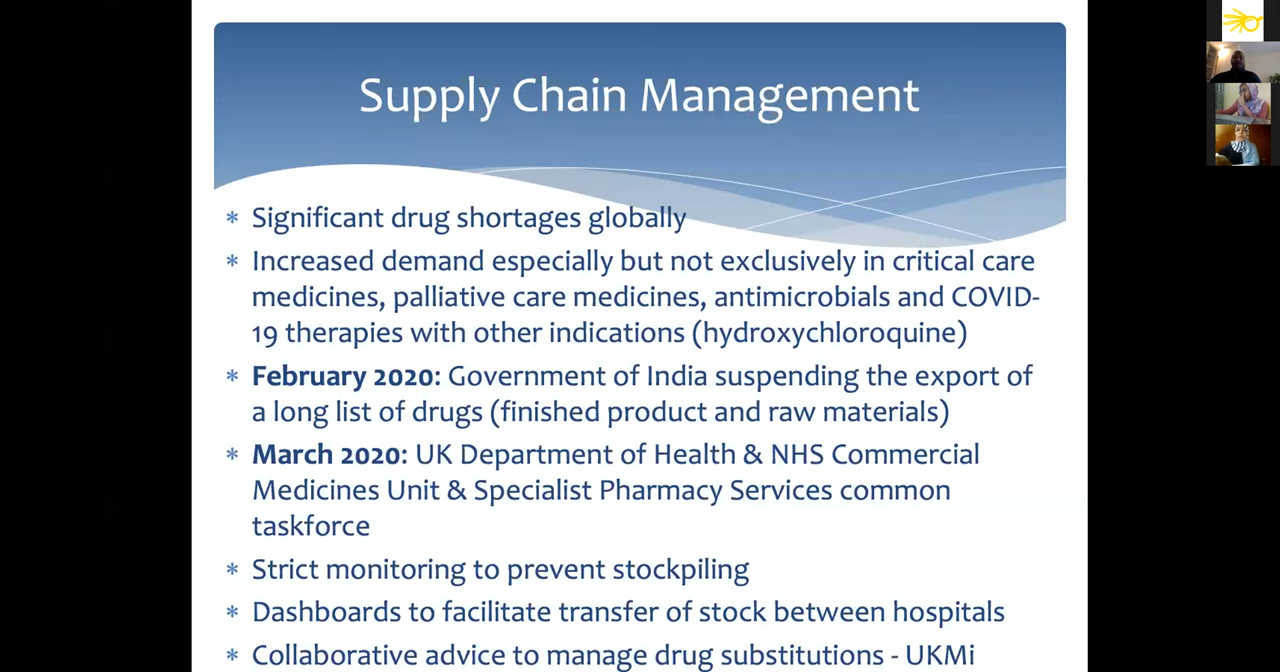 Supply Chain Management
* Significant drug shortages globally
* Increased demand especially but not exclusively in critical care
medicines, palliative care medicines, antimicrobials and COVID-
19 therapies with other indications (hydroxychloroquine)
* February 2020: Government of India suspending the export of
a long list of drugs (finished product and raw materials)
* March 2020: UK Department of Health & NHS Commercial
Medicines Unit & Specialist Pharmacy Services common
taskforce
* Strict monitoring to prevent stockpiling
* Dashboards to facilitate transfer of stock between hospitals
* Collaborative advice to manage drug substitutions - UKMi